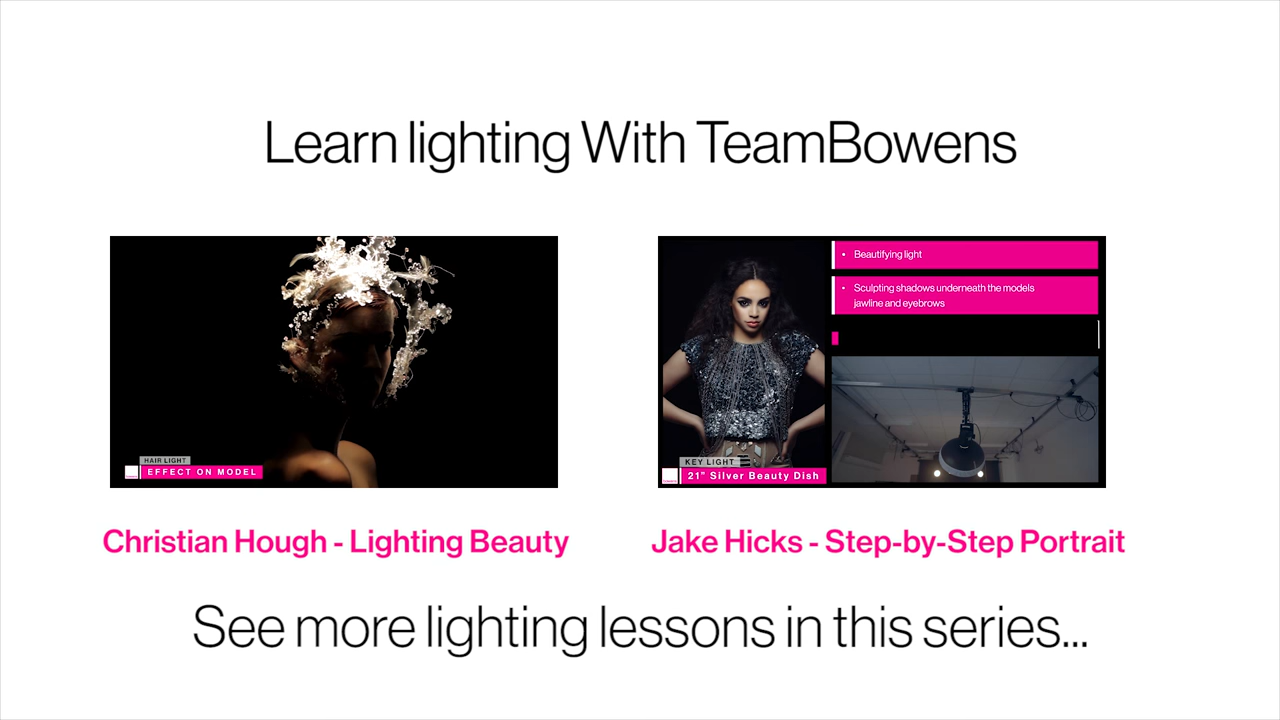 Learn lighting With TeamBowens
HAIR LIGHT
EFFECT ON MODEL
• Beautifying light
• Sculpting shadows underneath the models
jawline and eyebrows
KEY LIGHT
21" Silver Beauty Dish
Christian Hough - Lighting Beauty
Jake Hicks - Step-by-Step Portrait
See more lighting lessons in this series...